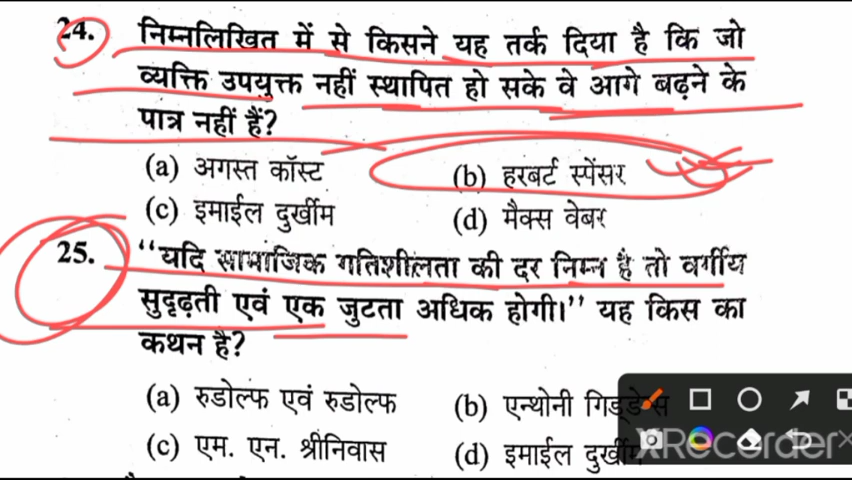 24. निम्नलिखित में से किसने यह तर्क दिया है कि जो
व्यक्ति उपयुक्त नहीं स्थापित हो सके वे आगे बढ़ने के
पात्र नहीं हैं?
(a) अगस्त कॉम्ट (b) हरबर्ट स्पेंसर
(c) इमाईल दुर्खीम (d) मैक्स वेबर
25. ‘‘यदि सामाजिक गतिशीलता की दर निम्न है तो वर्गीय
सुदृढ़ती एवं एक जुटता अधिक होगी।’’ यह किस का
कथन है?
(a) रुडोल्फ एवं रुडोल्फ (b) एन्थोनी गिड्डेन्स
(c) एम. एन. श्रीनिवास (d) इमाईल दुर्खीम
XRecorder